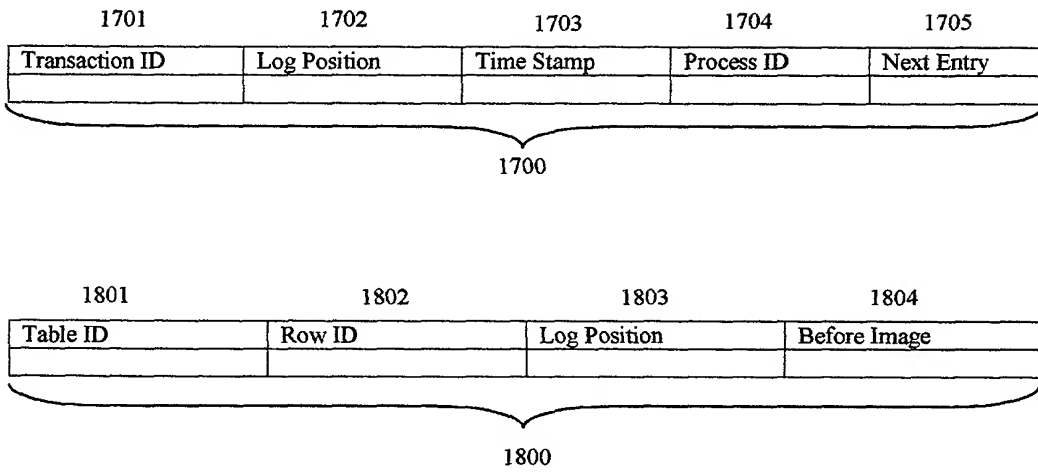 1701 1702 1703 1704 1705
Transaction ID Log Position Time Stamp Process ID Next Entry
1700
1801 1802 1803 1804
Table ID Row ID Log Position Before Image
1800